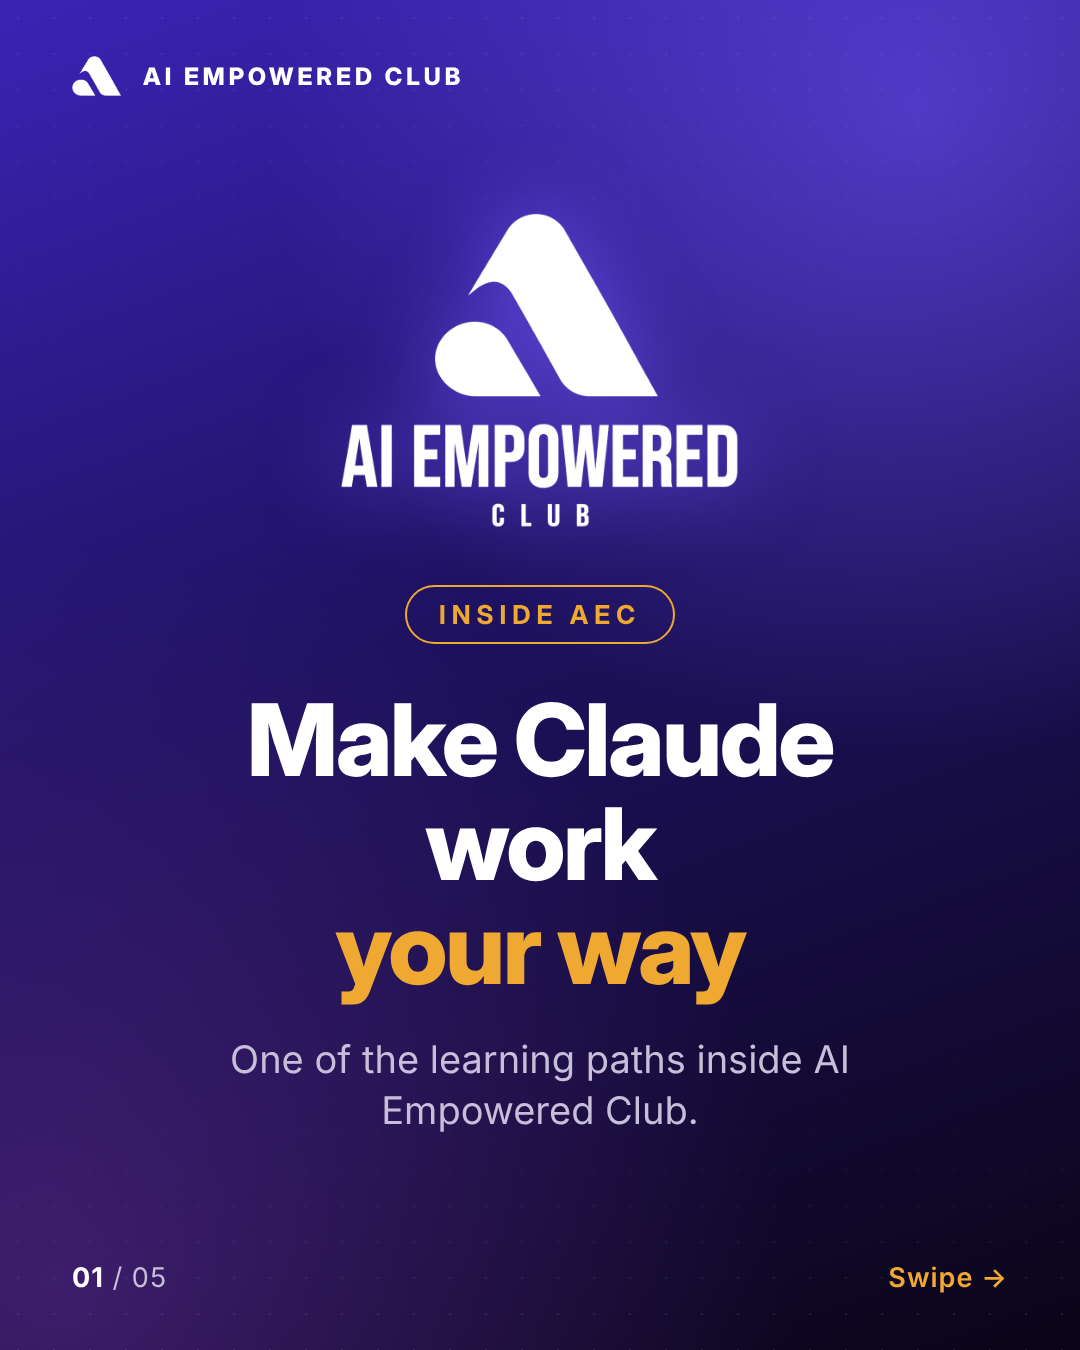 AI EMPOWERED CLUB
AI EMPOWERED
CLUB
INSIDE AEC
Make Claude
work
your way
One of the learning paths inside AI
Empowered Club.
01 / 05
Swipe →